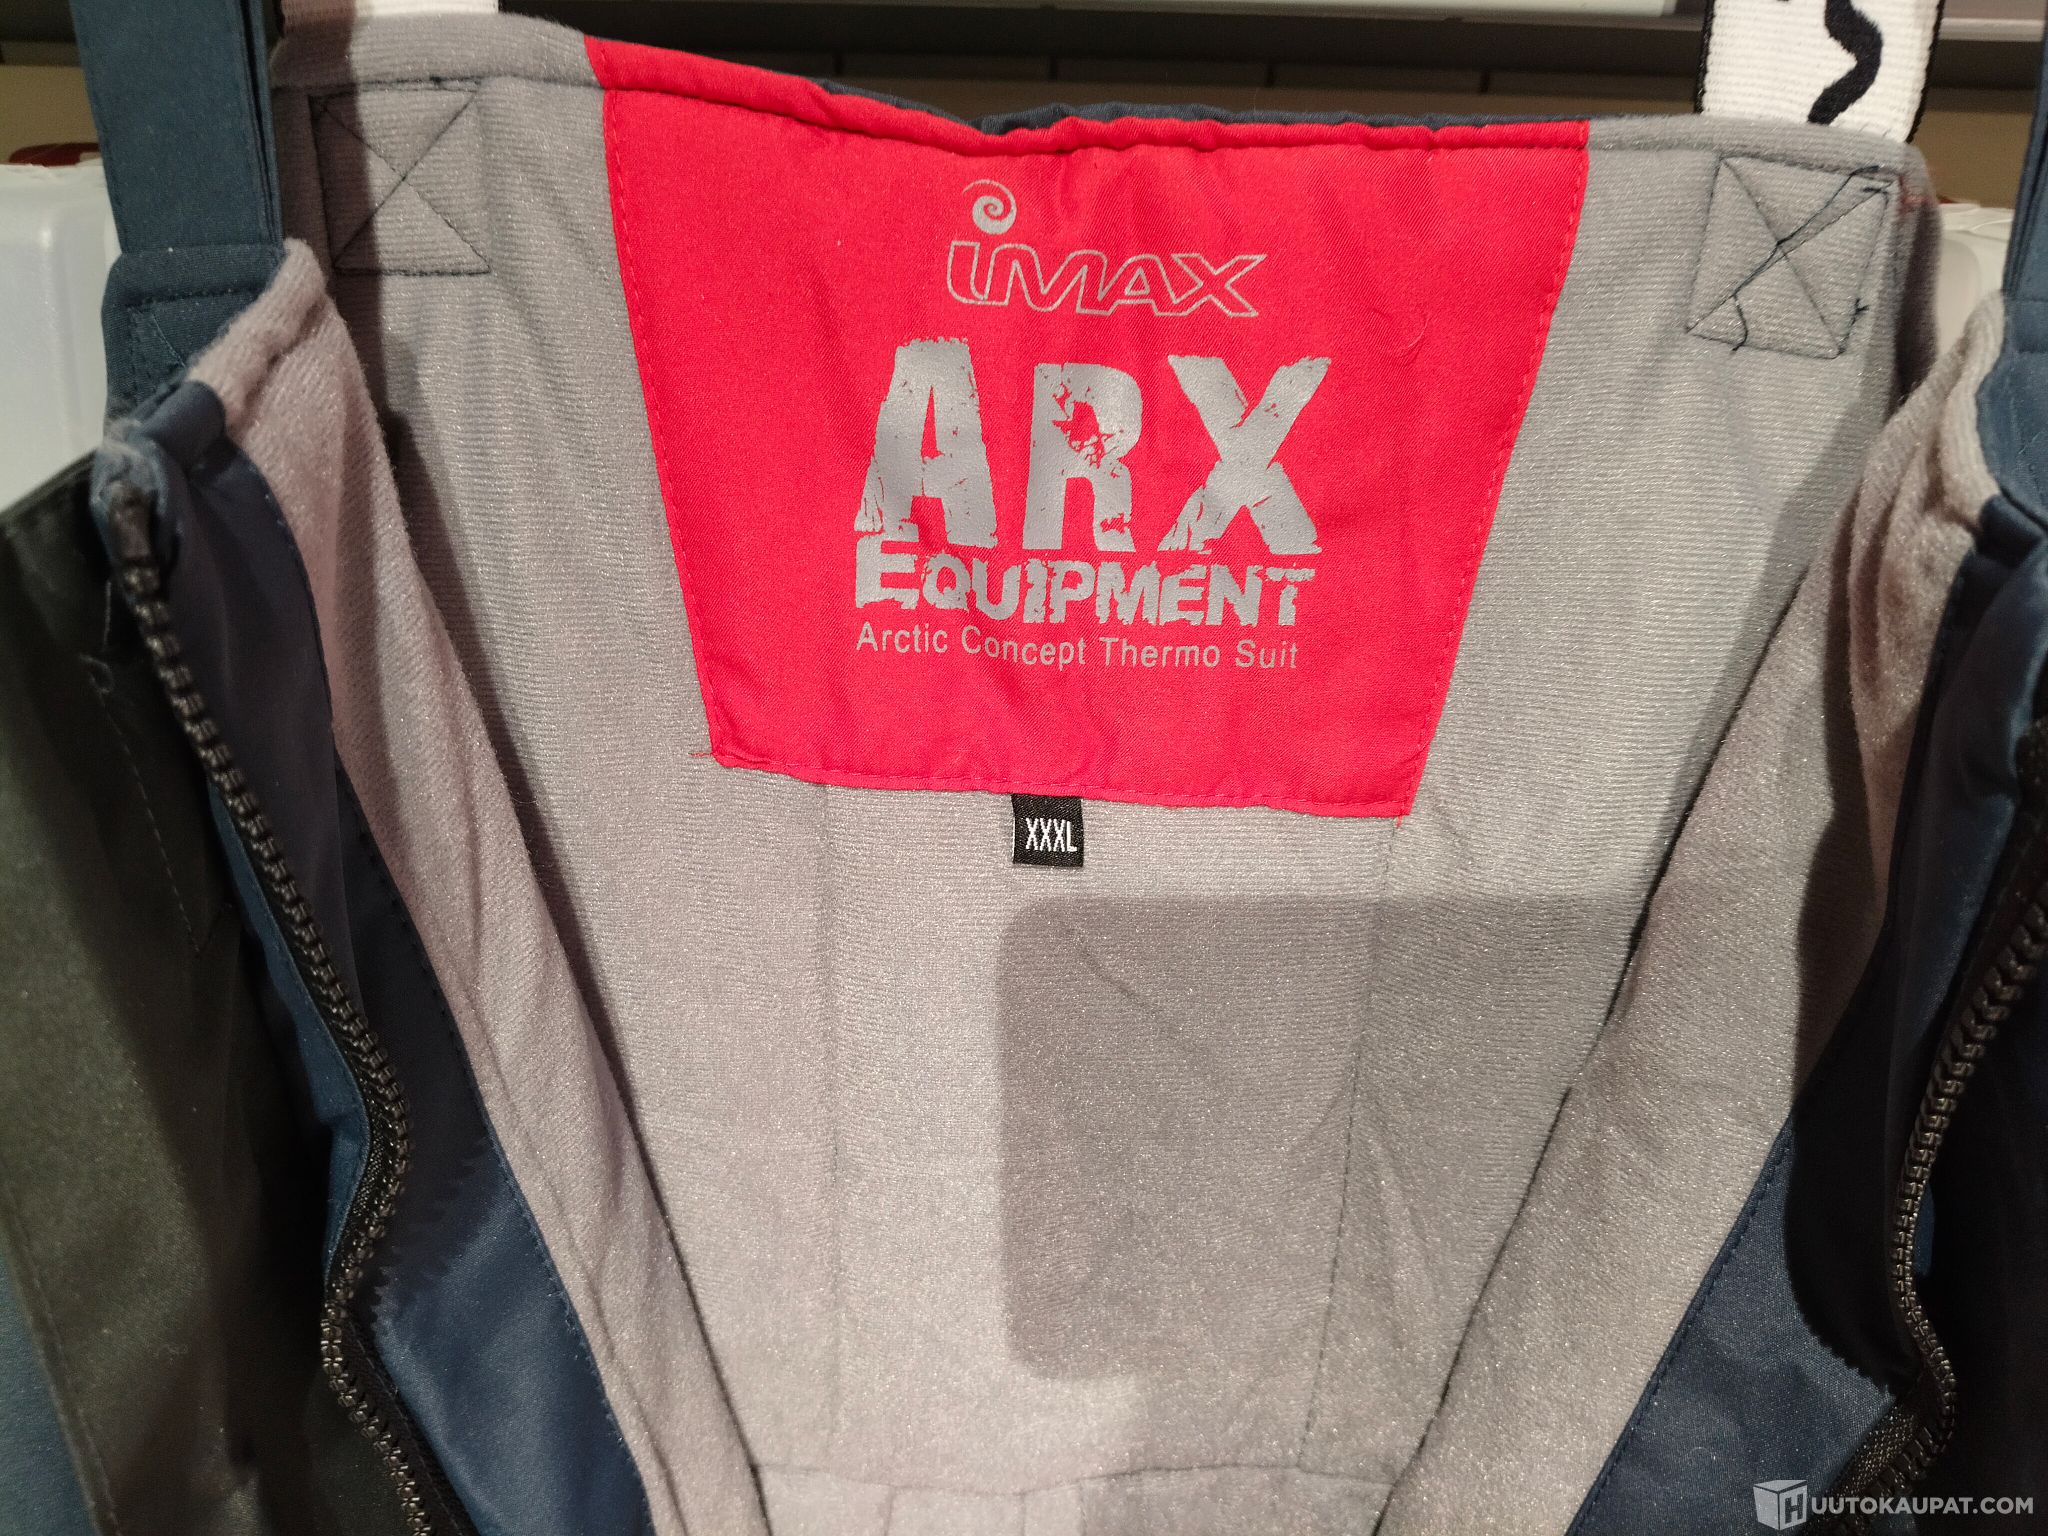 iMAX
ARX
EQUIPMENT
Arctic Concept Thermo Suit
XXXL
HUUTOKAUPAT.COM